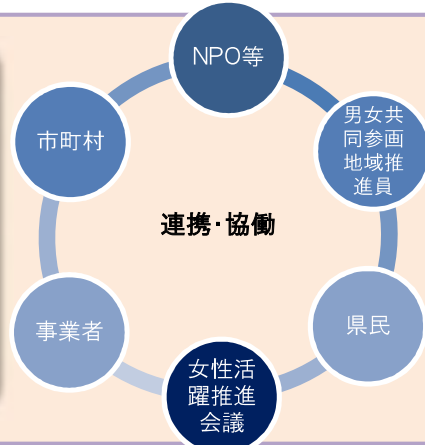 NPO等
男女共
同参画
地域推
進員
市町村
連携・協働
県民
事業者
女性活
躍推進
会議